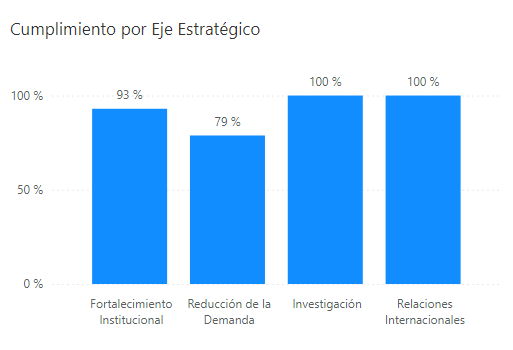 Cumplimiento por Eje Estratégico
93 %
79 %
100 %
100 %
100 %
50 %
0 %
Fortalecimiento
Institucional
Reducción de la
Demanda
Investigación
Relaciones
Internacionales